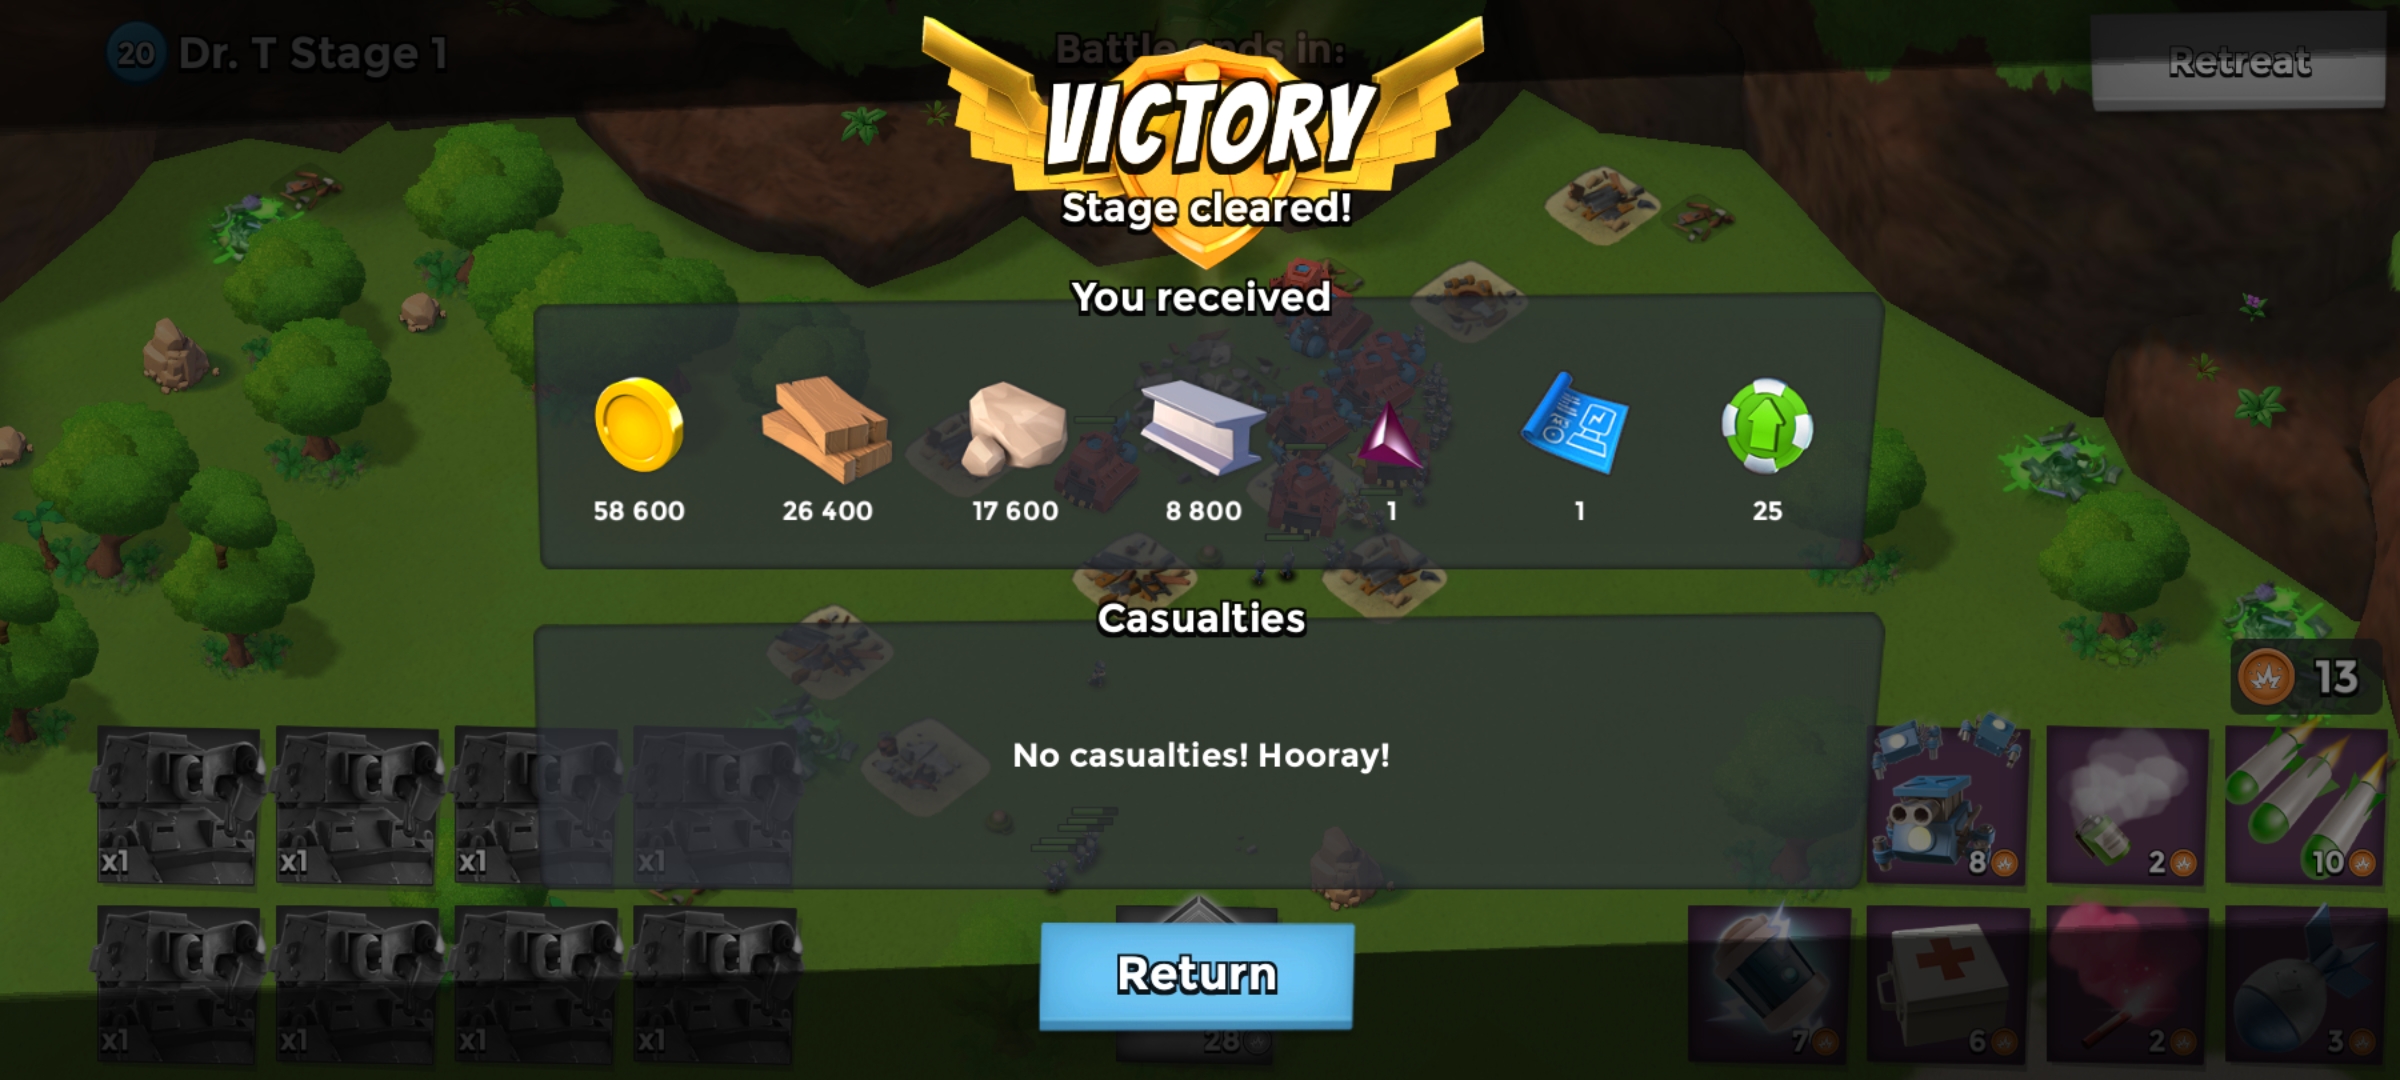 20 Dr. T Stage 1
Battle ends in:
Retreat
VICTORY
Stage cleared!
You received
58 600
26 400
17 600
8 800
1
1
25
Casualties
No casualties! Hooray!
13
x1
x1
x1
x1
8
2
10
Return
x1
x1
x1
x1
28
7
6
2
3